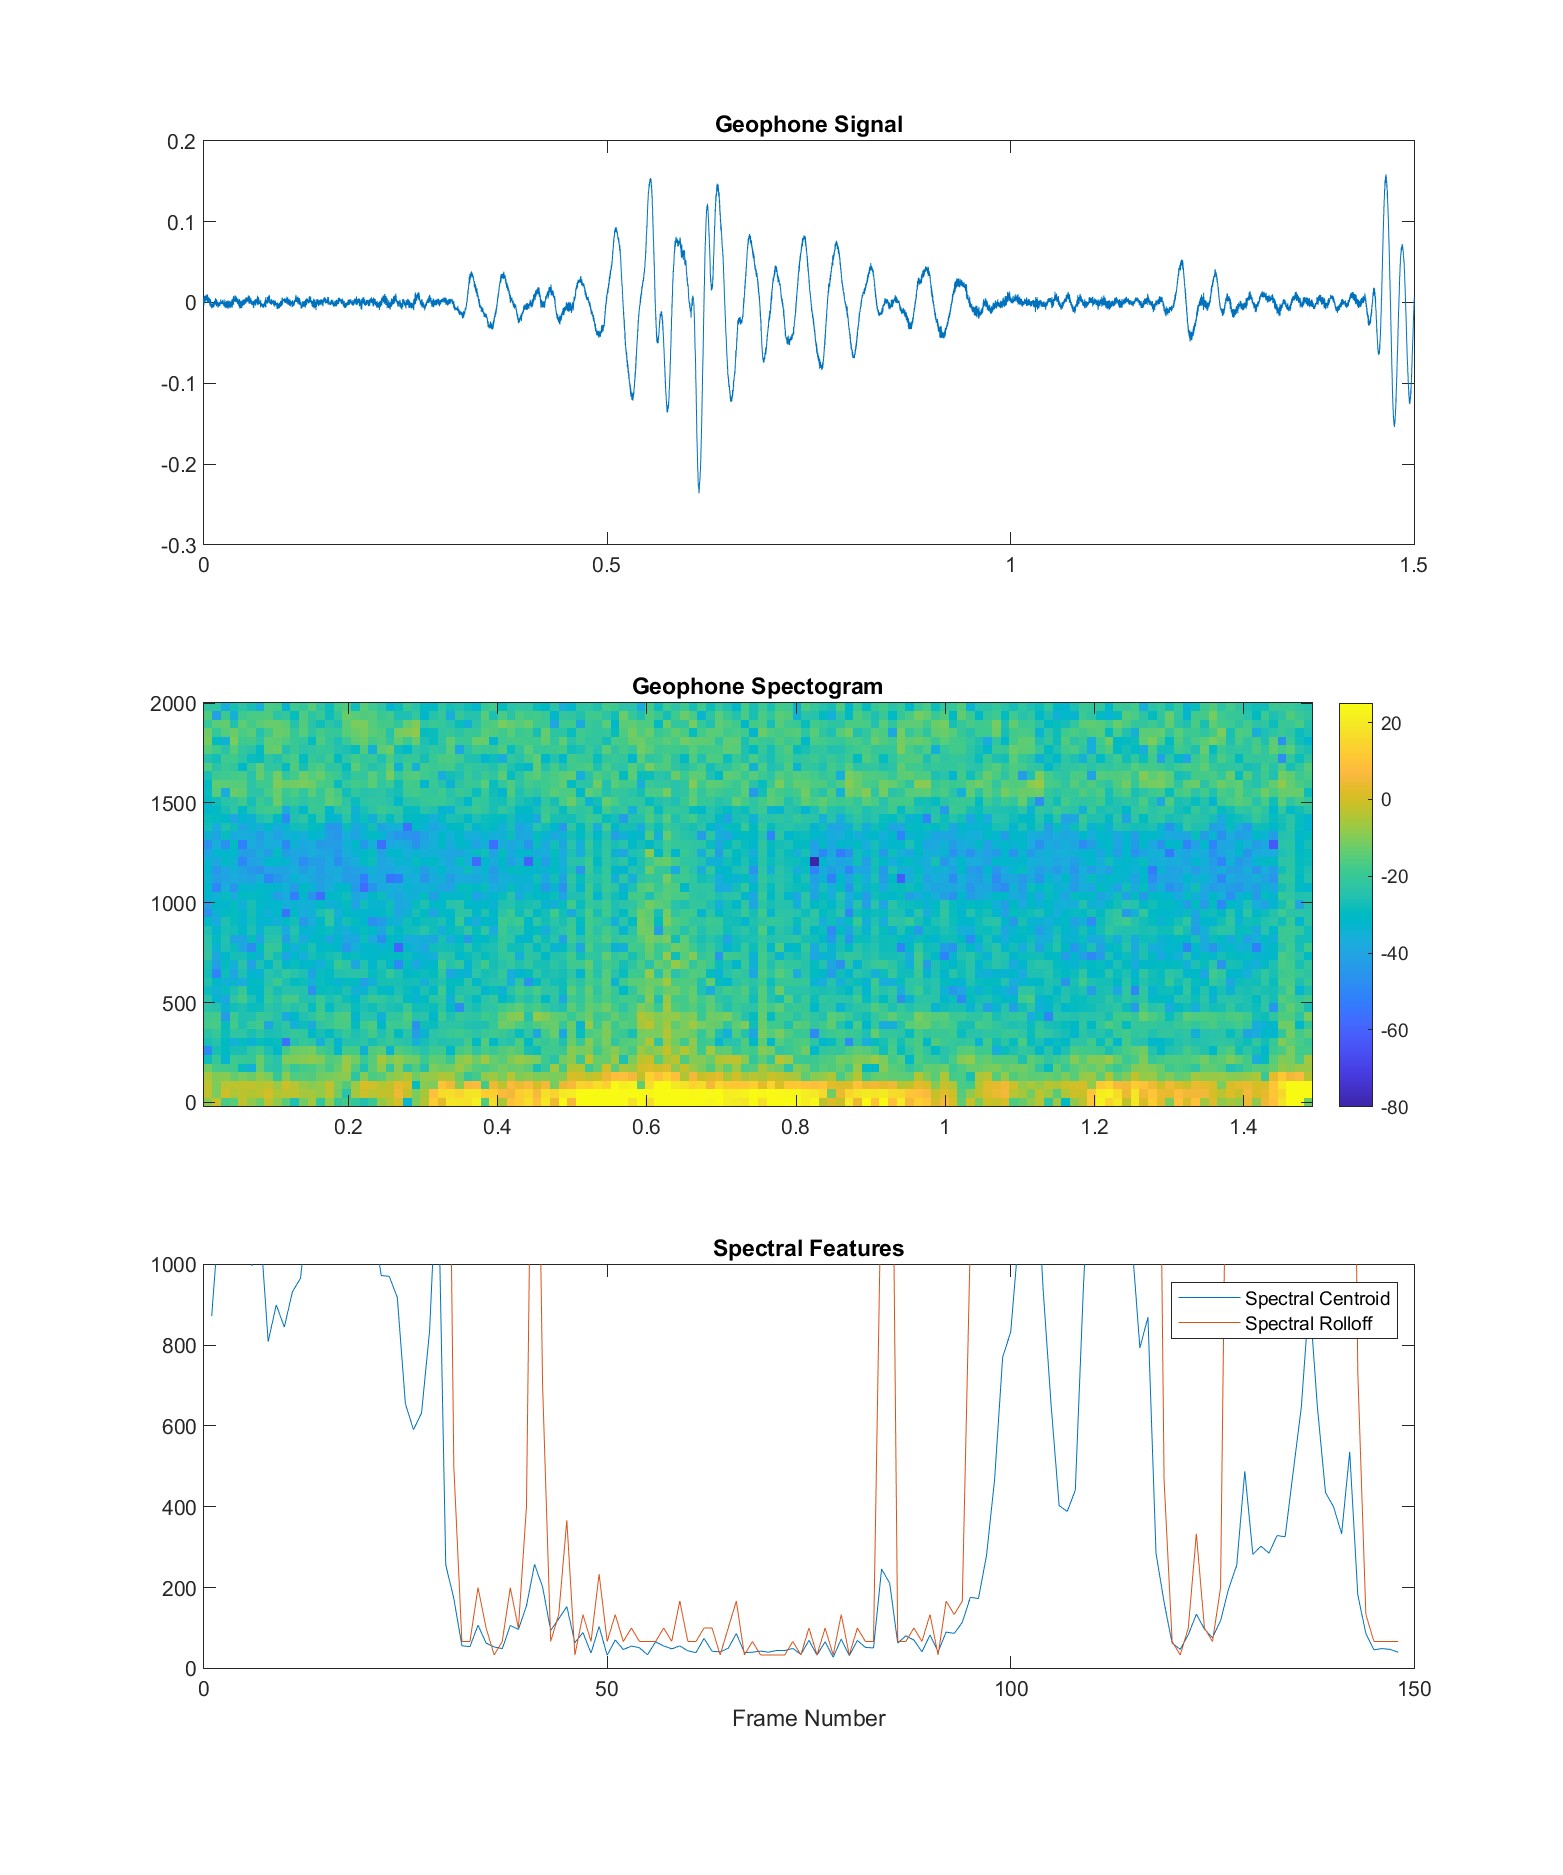 Geophone Signal
0.2
0.1
0
-0.1
-0.2
-0.3
0 0.5 1 1.5
Geophone Spectogram
2000
1500
1000
500
0
0.2 0.4 0.6 0.8 1 1.2 1.4
20
0
-20
-40
-60
-80
Spectral Features
1000
800
600
400
200
0
Spectral Centroid
Spectral Rolloff
0 50 100 150
Frame Number